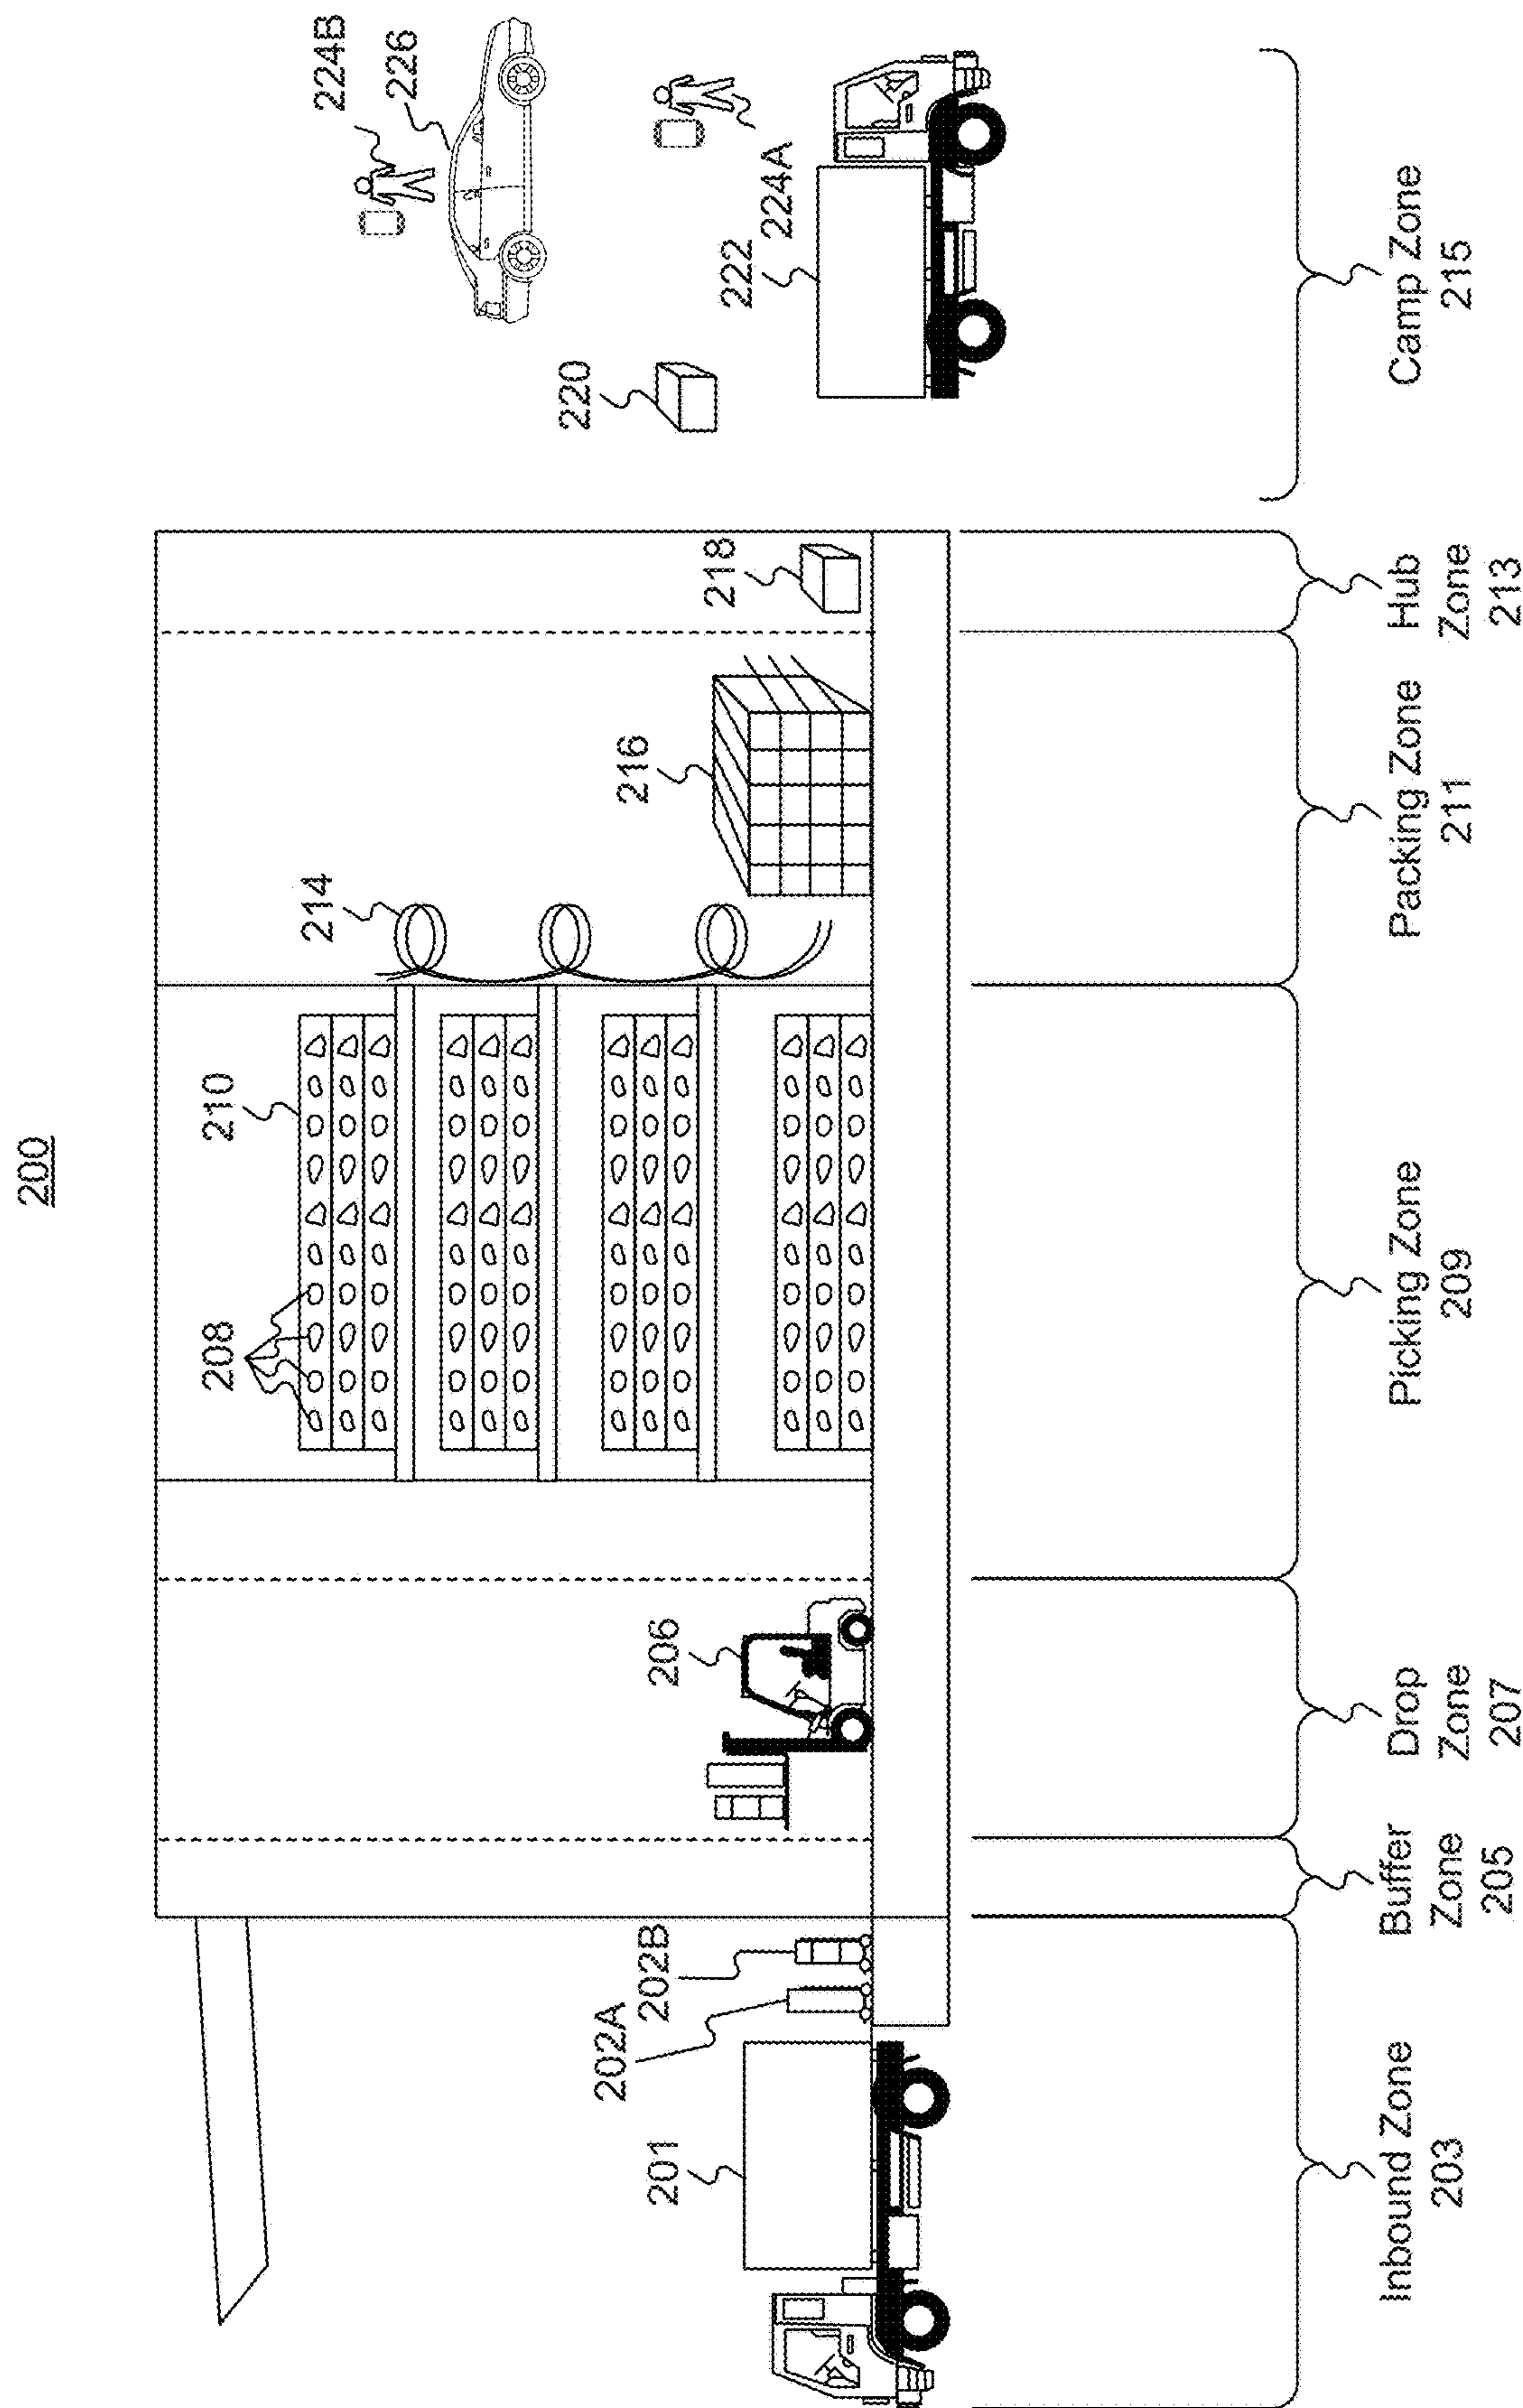 200
224B
226
224A
222
220
218
216
214
210
208
206
202B
202A
201
Inbound Zone
203
Buffer
Zone
205
Drop
Zone
207
Picking Zone
209
Packing Zone
211
Hub
Zone
213
Camp Zone
215